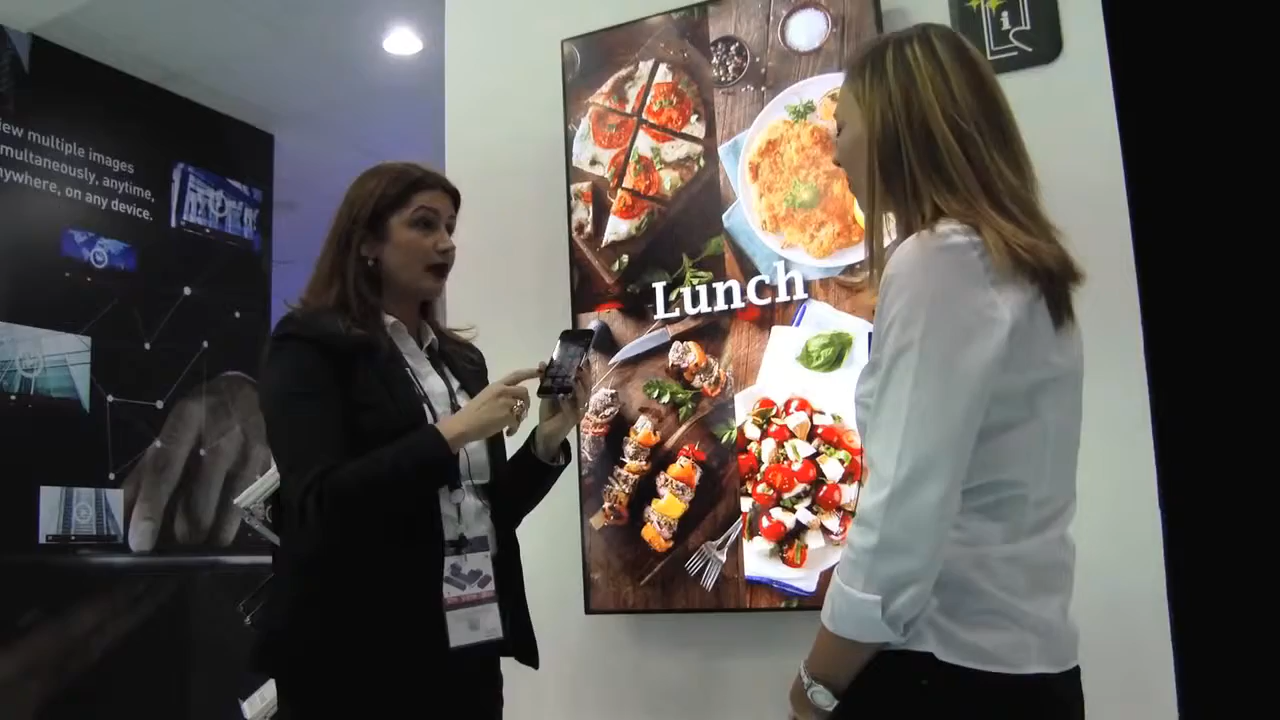 iew multiple images
multaneously, anytime,
nywhere, on any device.
Lunch
i